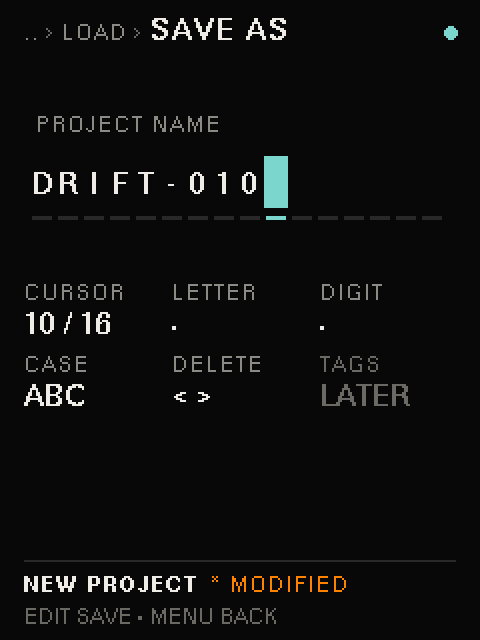 .. > LOAD > SAVE AS
PROJECT NAME
DRIFT-010
CURSOR LETTER DIGIT
10 / 16 . .
CASE DELETE TAGS
ABC < > LATER
NEW PROJECT * MODIFIED
EDIT SAVE • MENU BACK